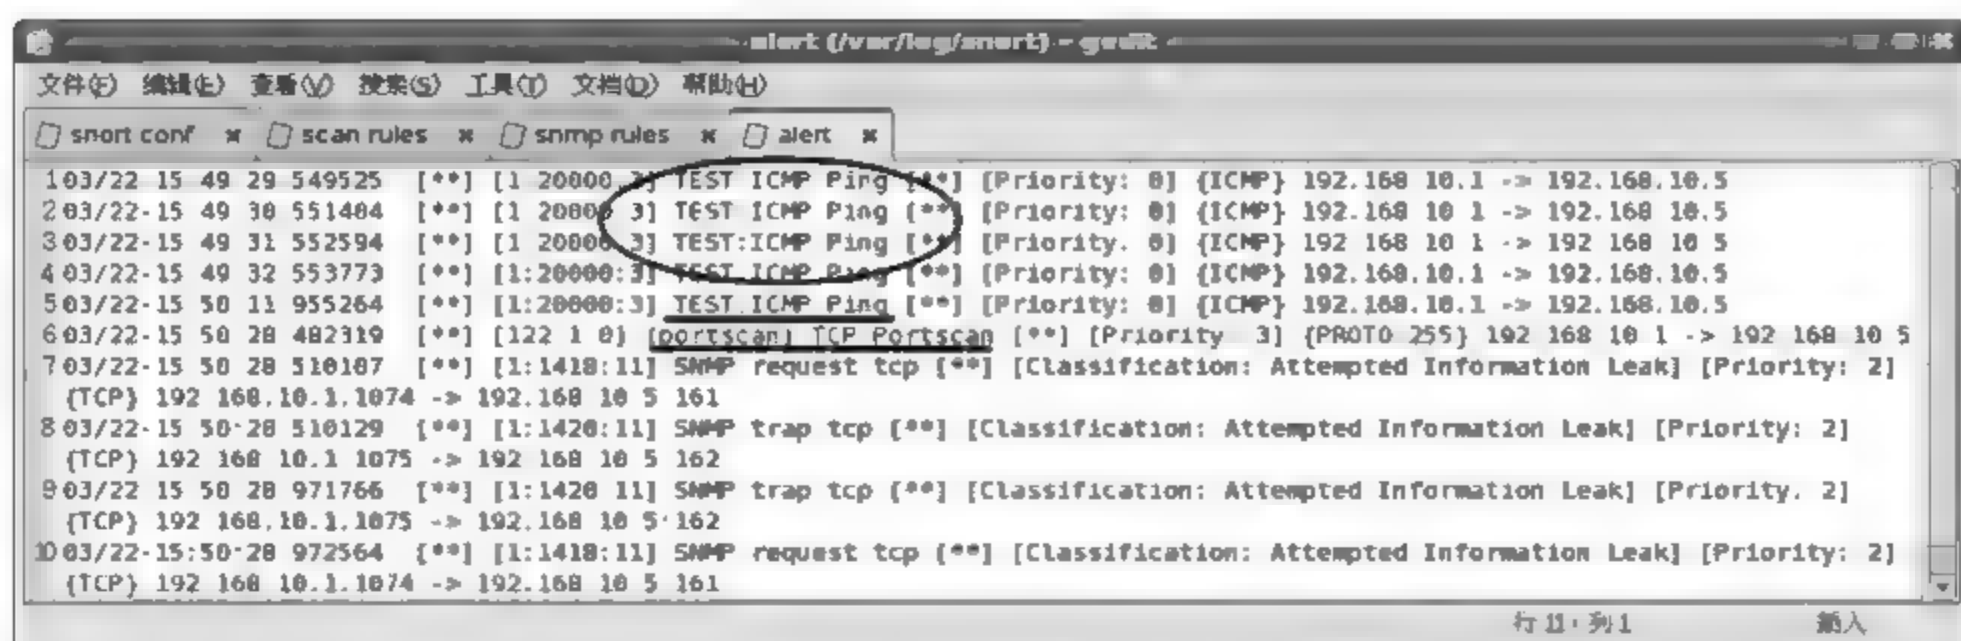 alert (/var/log/snort) - gedit
文件(F) 编辑(E) 查看(V) 搜索(S) 工具(T) 文档(D) 帮助(H)
snort conf scan rules snmp rules alert
1 03/22 15 49 29 549525 [**] [1 20000 3] TEST ICMP Ping [**] [Priority: 0] {ICMP} 192.168 10.1 -> 192.168.10.5
2 03/22-15 49 30 551404 [**] [1 20000 3] TEST ICMP Ping [**] [Priority: 0] {ICMP} 192.168 10 1 -> 192.168 10.5
3 03/22-15 49 31 552594 [**] [1 20000 3] TEST:ICMP Ping [**] [Priority. 0] {ICMP} 192 168 10 1 -> 192 168 10 5
4 03/22-15 49 32 553773 [**] [1:20000:3] TEST ICMP Ping [**] [Priority: 0] {ICMP} 192.168.10.1 -> 192.168.10.5
5 03/22-15 50 11 955264 [**] [1:20000:3] TEST.ICMP Ping [**] [Priority: 0] {ICMP} 192.168.10.1 -> 192.168.10.5
6 03/22-15 50 28 482319 [**] [122 1 0] [portscan] TCP Portscan [**] [Priority 3] {PROTO 255} 192 168 10 1 -> 192 168 10 5
7 03/22-15 50 28 510107 [**] [1:1418:11] SNMP request tcp [**] [Classification: Attempted Information Leak] [Priority: 2]
{TCP} 192 168.10.1.1074 -> 192.168 10 5 161
8 03/22-15 50·28 510129 [**] [1:1420:11] SNMP trap tcp [**] [Classification: Attempted Information Leak] [Priority: 2]
{TCP} 192 168 10.1 1075 -> 192 168 10 5 162
9 03/22 15 50 28 971766 [**] [1:1420 11] SNMP trap tcp [**] [Classification: Attempted Information Leak] [Priority. 2]
{TCP} 192 168.10.1.1075 -> 192.168 10 5·162
10 03/22-15:50·28 972564 [**] [1:1418:11] SNMP request tcp [**] [Classification: Attempted Information Leak] [Priority: 2]
{TCP} 192 168 10.1.1074 -> 192.168 10 5 161
行 11, 列 1 插入